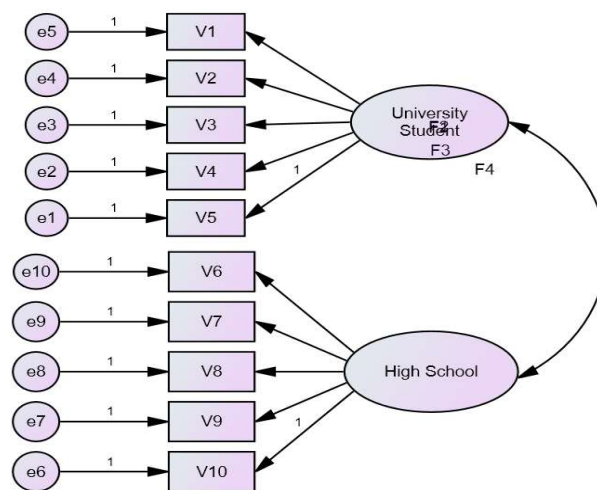 e5 1 V1
e4 1 V2
e3 1 V3
e2 1 V4
e1 1 V5
University
Student
F3
F4
1
e10 1 V6
e9 1 V7
e8 1 V8
e7 1 V9
e6 1 V10
High School
1